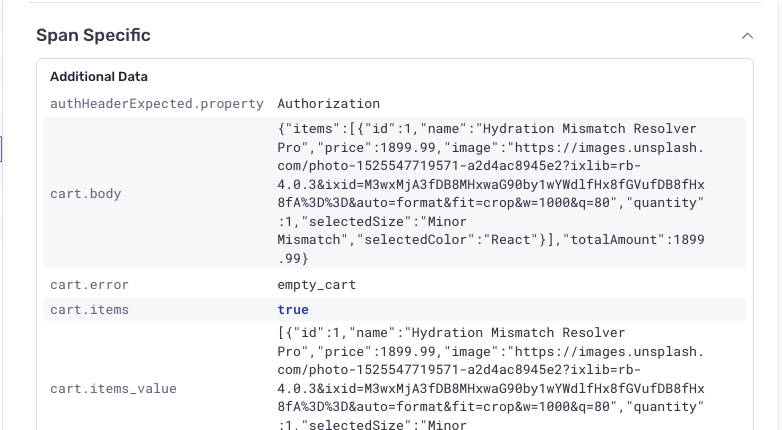 Span Specific
Additional Data
authHeaderExpected.property Authorization
{"items":[{"id":1,"name":"Hydration Mismatch Resolver
Pro","price":1899.99,"image":"https://images.unsplash.
com/photo-1525547719571-a2d4ac8945e2?ixlib=rb-
4.0.3&ixid=M3wxMjA3fDB8MHxwaG90by1wYWdlfHx8fGVufDB8fHx
8fA%3D%3D&auto=format&fit=crop&w=1000&q=80","quantity"
:1,"selectedSize":"Minor
Mismatch","selectedColor":"React"}],"totalAmount":1899
.99}
cart.body
cart.error empty_cart
cart.items true
[{"id":1,"name":"Hydration Mismatch Resolver
Pro","price":1899.99,"image":"https://images.unsplash.
com/photo-1525547719571-a2d4ac8945e2?ixlib=rb-
4.0.3&ixid=M3wxMjA3fDB8MHxwaG90by1wYWdlfHx8fGVufDB8fHx
8fA%3D%3D&auto=format&fit=crop&w=1000&q=80","quantity"
:1,"selectedSize":"Minor
cart.items_value